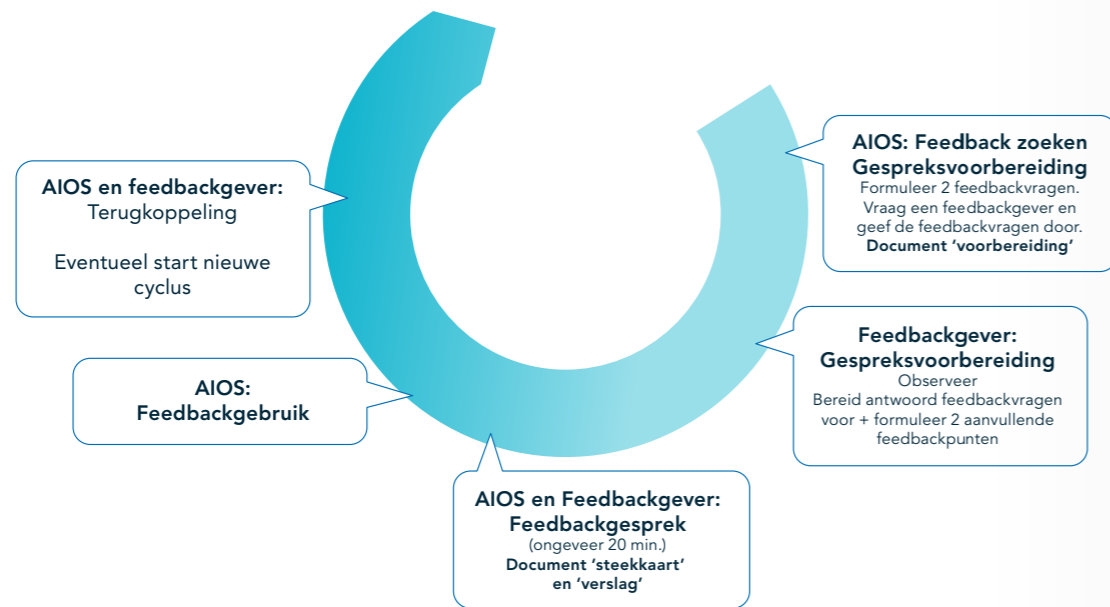 AIOS: Feedback zoeken
Gespreksvoorbereiding
Formuleer 2 feedbackvragen.
Vraag een feedbackgever en
geef de feedbackvragen door.
Document ‘voorbereiding’
Feedbackgever:
Gespreksvoorbereiding
Observeer
Bereid antwoord feedbackvragen
voor + formuleer 2 aanvullende
feedbackpunten
AIOS en Feedbackgever:
Feedbackgesprek
(ongeveer 20 min.)
Document ‘steekkaart’
en ‘verslag’
AIOS:
Feedbackgebruik
AIOS en feedbackgever:
Terugkoppeling
Eventueel start nieuwe
cyclus